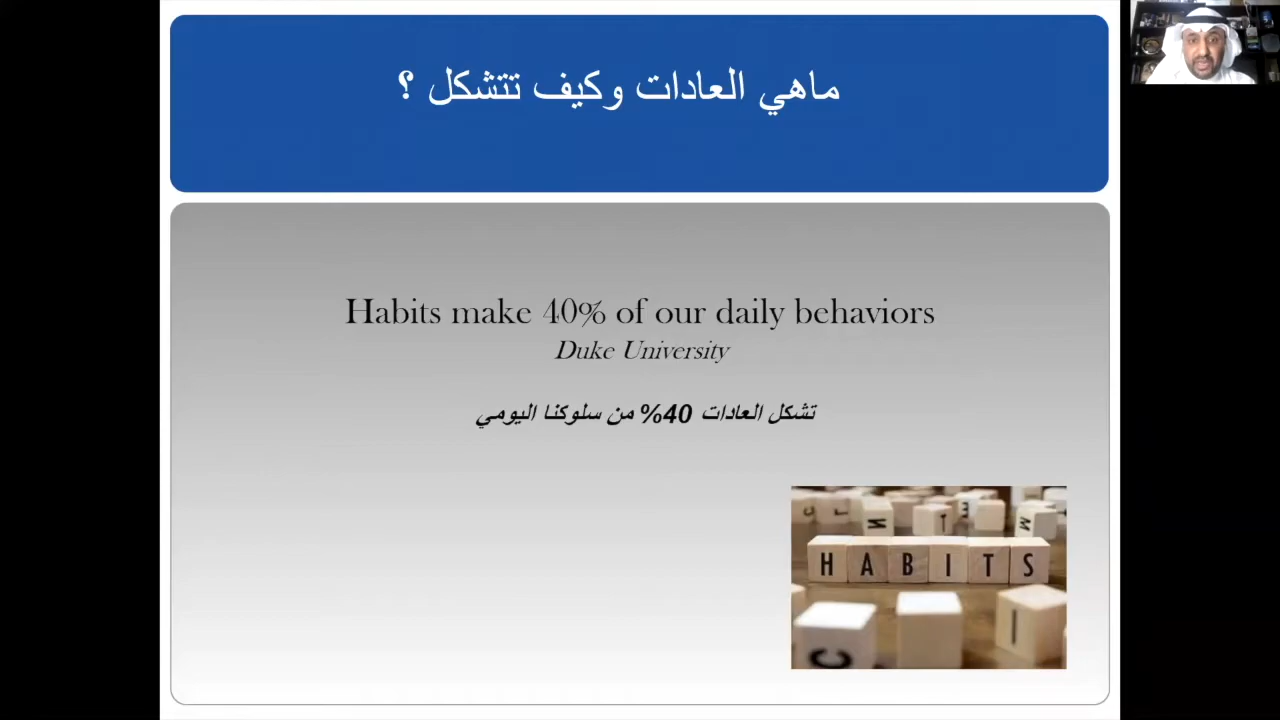 ماهي العادات وكيف تتشكل ؟
Habits make 40% of our daily behaviors
Duke University
تشكل العادات 40% من سلوكنا اليومي
N T E M
HABITS
C I